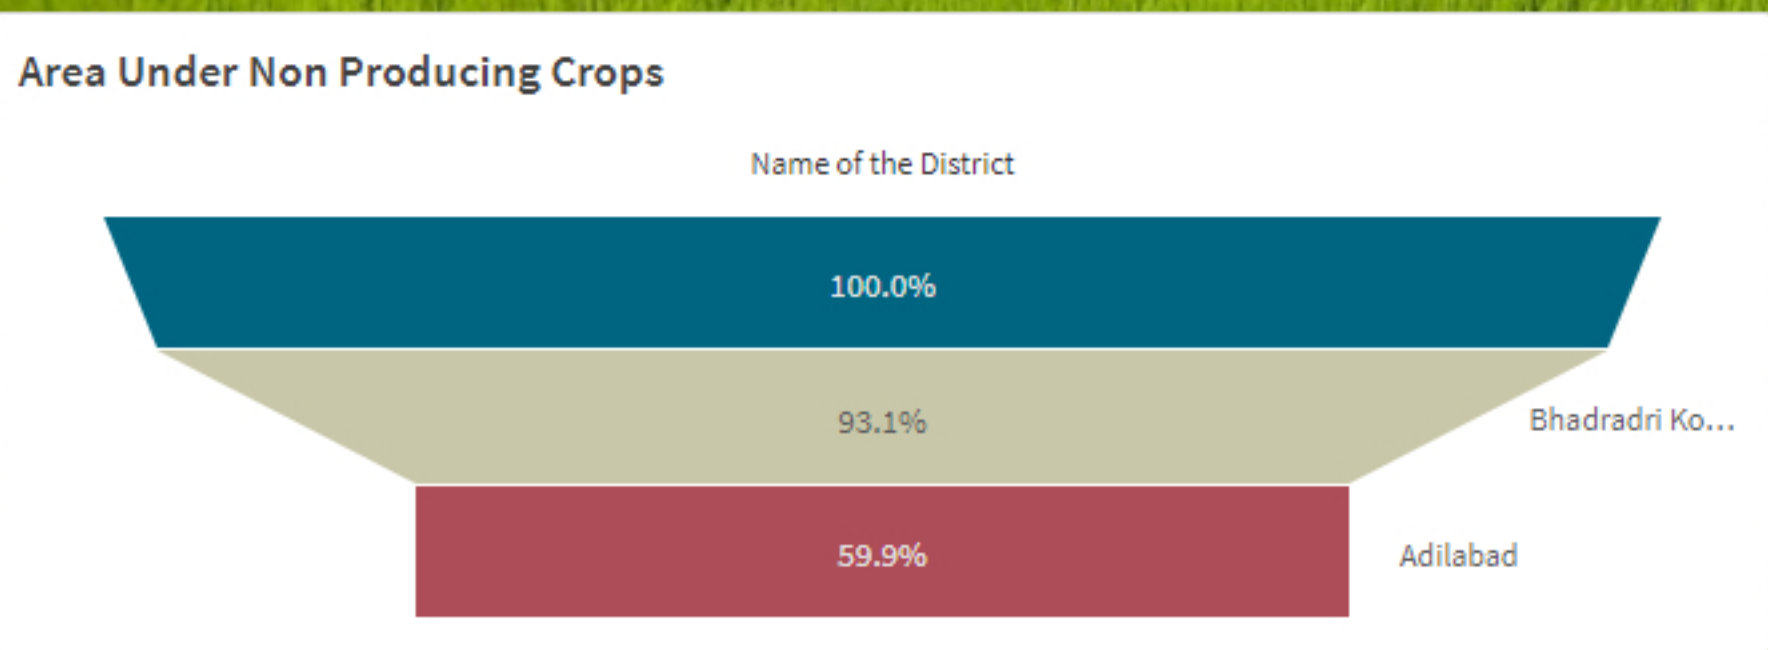 Area Under Non Producing Crops
Name of the District
100.0%
93.1%
Bhadradri Ko...
59.9%
Adilabad